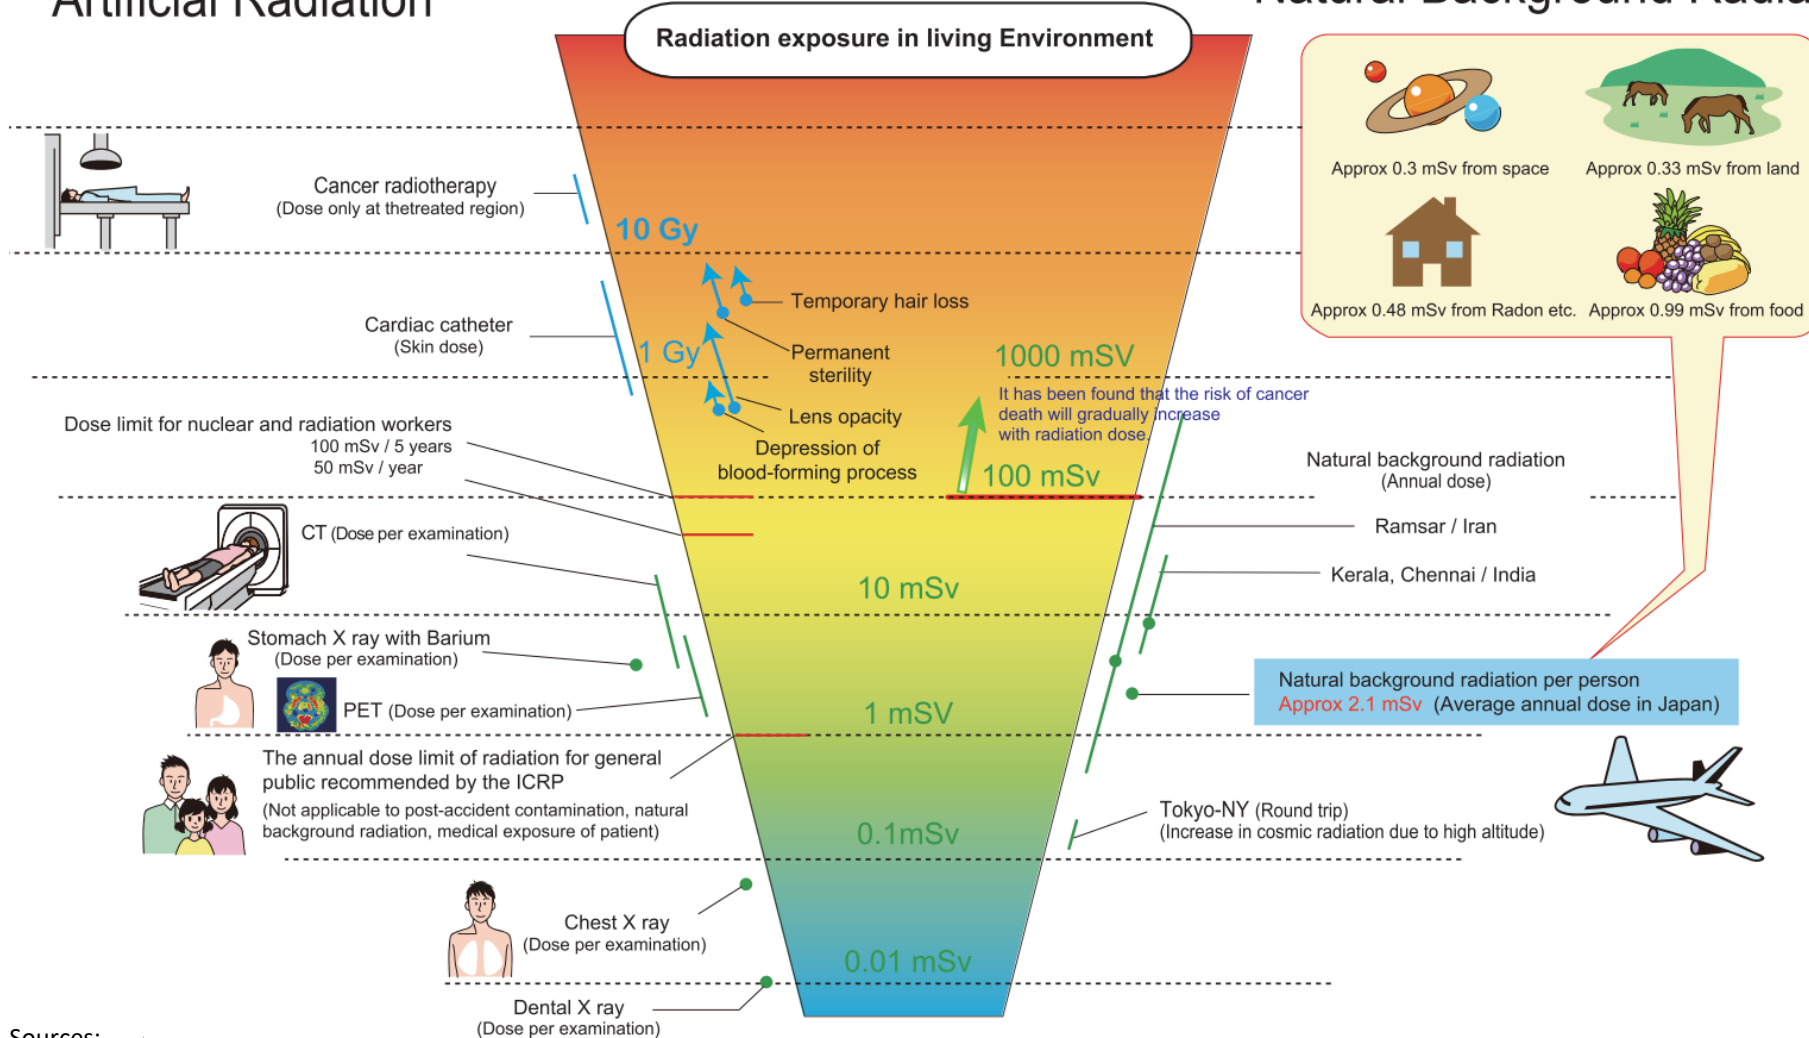 Artificial Radiation
Natural Background Radia
Radiation exposure in living Environment
Approx 0.3 mSv from space
Approx 0.33 mSv from land
Approx 0.48 mSv from Radon etc.
Approx 0.99 mSv from food
Cancer radiotherapy
(Dose only at thetreated region)
10 Gy
Temporary hair loss
Cardiac catheter
(Skin dose)
1 Gy
Permanent
sterility
1000 mSV
It has been found that the risk of cancer
death will gradually increase
with radiation dose.
Lens opacity
Depression of
blood-forming process
Dose limit for nuclear and radiation workers
100 mSv / 5 years
50 mSv / year
100 mSv
Natural background radiation
(Annual dose)
Ramsar / Iran
Kerala, Chennai / India
CT (Dose per examination)
10 mSv
Stomach X ray with Barium
(Dose per examination)
PET (Dose per examination)
1 mSV
Natural background radiation per person
Approx 2.1 mSv (Average annual dose in Japan)
The annual dose limit of radiation for general
public recommended by the ICRP
(Not applicable to post-accident contamination, natural
background radiation, medical exposure of patient)
0.1mSv
Tokyo-NY (Round trip)
(Increase in cosmic radiation due to high altitude)
Chest X ray
(Dose per examination)
0.01 mSv
Dental X ray
(Dose per examination)
Sources: